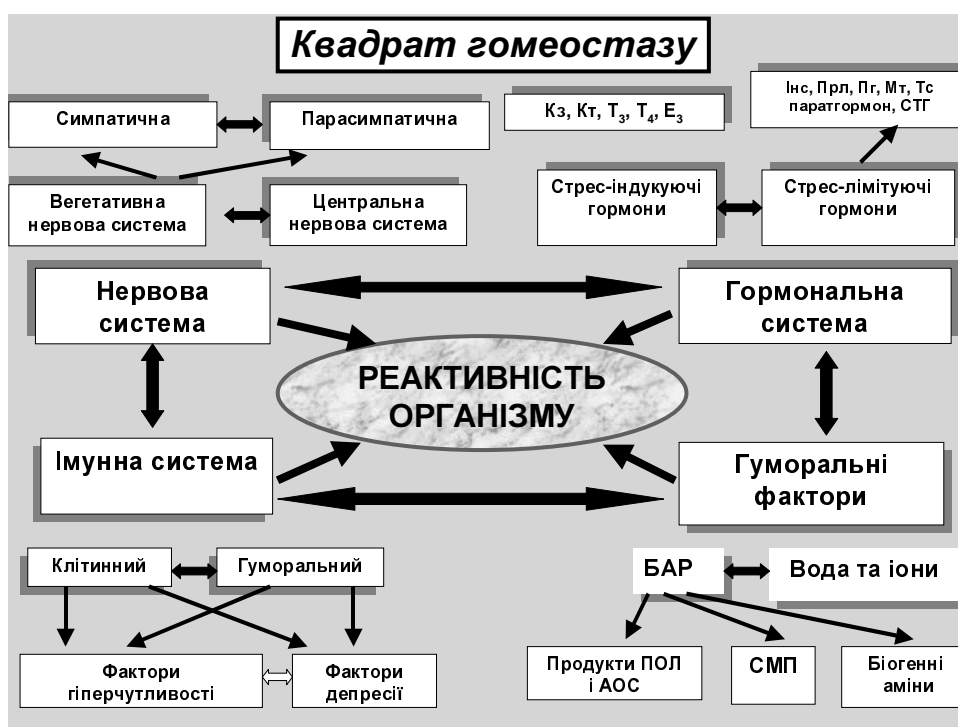 Квадрат гомеостазу
Симпатична
Парасимпатична
Кз, Кт, Т3, Т4, Е3
Інс, Прл, Пг, Мт, Тс
паратгормон, СТГ
Вегетативна
нервова система
Центральна
нервова система
Стрес-індукуючі
гормони
Стрес-лімітуючі
гормони
Нервова
система
Гормональна
система
РЕАКТИВНІСТЬ
ОРГАНІЗМУ
Імунна система
Гуморальні
фактори
Клітинний
Гуморальний
БАР
Вода та іони
Фактори
гіперчутливості
Фактори
депресії
Продукти ПОЛ
і АОС
СМП
Біогенні
аміни